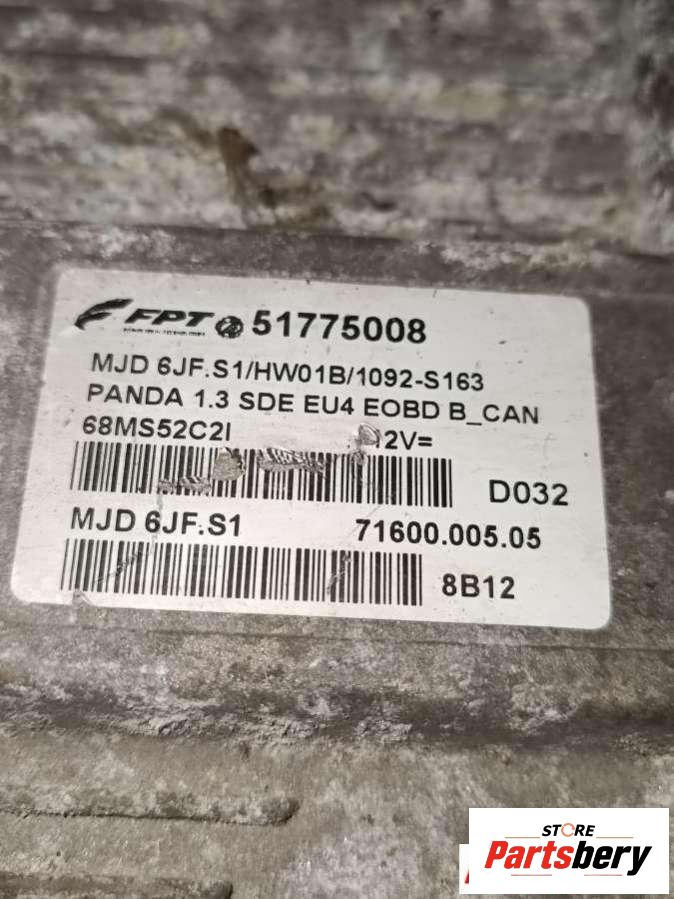 FPT 51775008
MJD 6JF.S1/HW01B/1092-S163
PANDA 1.3 SDE EU4 EOBD B_CAN
68MS52C2I 2V=
D032
MJD 6JF.S1 71600.005.05
8B12
STORE
Partsbery